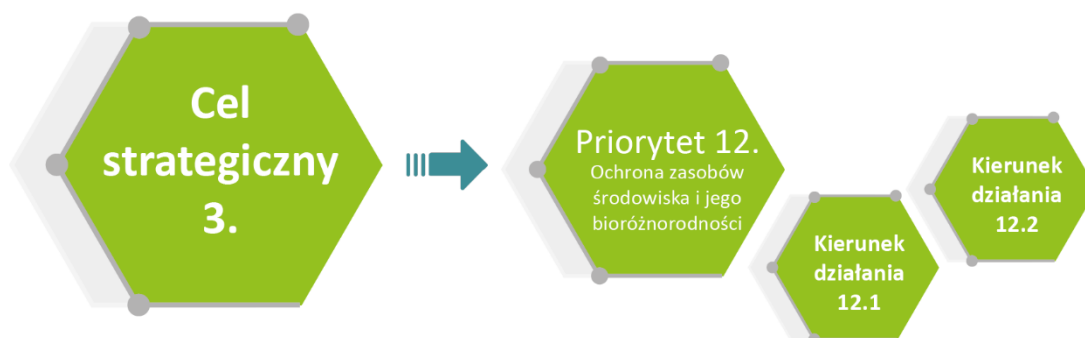 Cel
strategiczny
3.
Priorytet 12.
Ochrona zasobów
środowiska i jego
bioróżnorodności
Kierunek
działania
12.1
Kierunek
działania
12.2